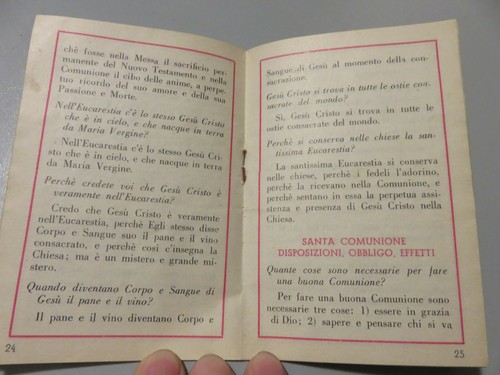 chè fosse nella Messa il sacrificio per-
manente del Nuovo Testamento e nella
Comunione il cibo delle anime, a perpe-
tuo ricordo del suo amore e della sua
Passione e Morte.
Nell'Eucarestia c'è lo stesso Gesù Cristo
che è in cielo, e che nacque in terra
da Maria Vergine?
Nell'Eucarestia c'è lo stesso Gesù Cri-
sto che è in cielo, e che nacque in terra
da Maria Vergine.
Perchè credete voi che Gesù Cristo è
veramente nell'Eucarestia?
Credo che Gesù Cristo è veramente
nell'Eucarestia, perchè Egli stesso disse
Corpo e Sangue suo il pane e il vino
consacrato, e perchè così c'insegna la
Chiesa; ma è un mistero e grande mi-
stero.
Quando diventano Corpo e Sangue di
Gesù il pane e il vino?
Il pane e il vino diventano Corpo e
24
Sangue di Gesù al momento della con-
sacrazione.
Gesù Cristo si trova in tutte le ostie con-
sacrate del mondo?
Sì, Gesù Cristo si trova in tutte le
ostie consacrate del mondo.
Perchè si conserva nelle chiese la san-
tissima Eucarestia?
La santissima Eucarestia si conserva
nelle chiese, perchè i fedeli l'adorino,
perchè la ricevano nella Comunione, e
perchè sentano in essa la perpetua assi-
stenza e presenza di Gesù Cristo nella
Chiesa.
SANTA COMUNIONE
DISPOSIZIONI, OBBLIGO, EFFETTI
Quante cose sono necessarie per fare
una buona Comunione?
Per fare una buona Comunione sono
necessarie tre cose: 1) essere in grazia
di Dio; 2) sapere e pensare chi si va
25